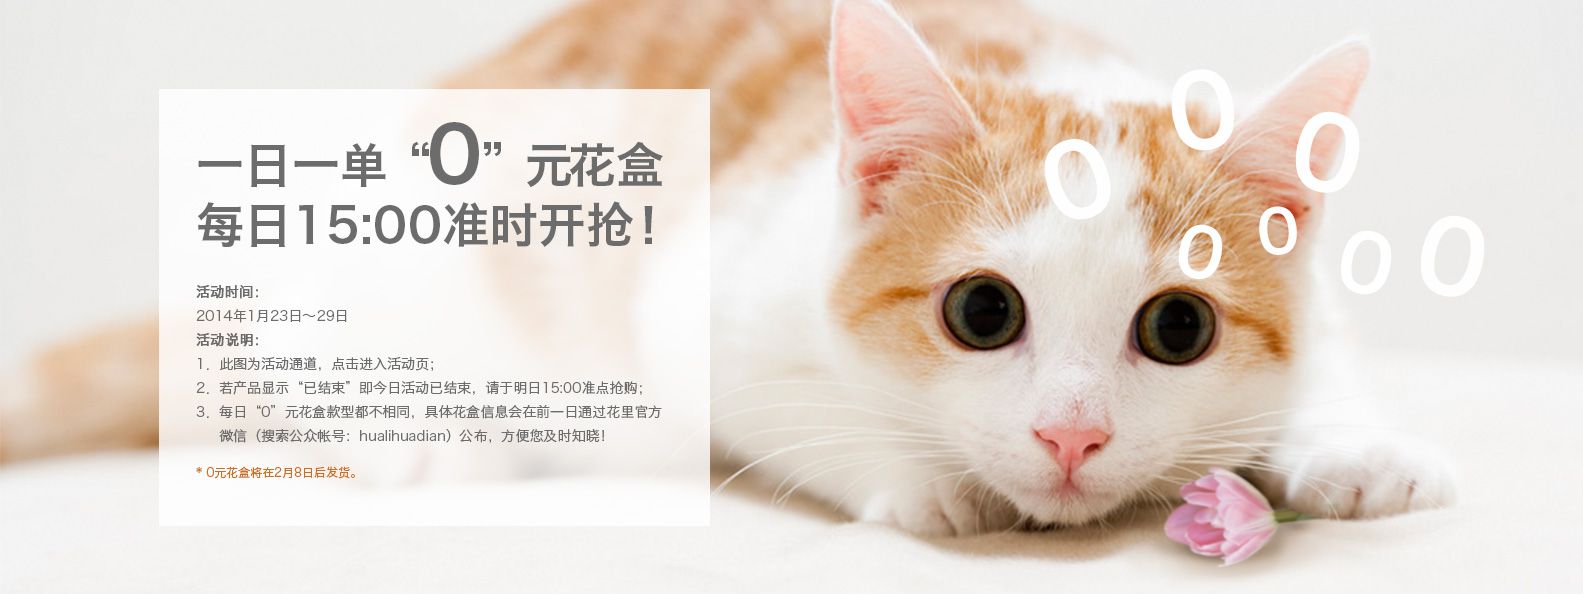 一日一单“0”元花盒
每日15:00准时开抢！
活动时间：
2014年1月23日～29日
活动说明：
1．此图为活动通道，点击进入活动页；
2．若产品显示“已结束”即今日活动已结束，请于明日15:00准点抢购；
3．每日“0”元花盒款型都不相同，具体花盒信息会在前一日通过花里官方
微信（搜索公众帐号：hualihuadian）公布，方便您及时知晓！
* 0元花盒将在2月8日后发货。
0
0
0
0
0
0
0